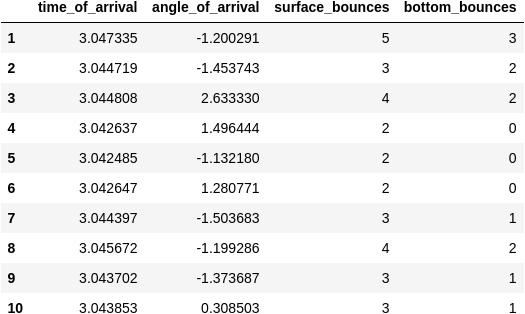 time_of_arrival angle_of_arrival surface_bounces bottom_bounces
1 3.047335 -1.200291 5 3
2 3.044719 -1.453743 3 2
3 3.044808 2.633330 4 2
4 3.042637 1.496444 2 0
5 3.042485 -1.132180 2 0
6 3.042647 1.280771 2 0
7 3.044397 -1.503683 3 1
8 3.045672 -1.199286 4 2
9 3.043702 -1.373687 3 1
10 3.043853 0.308503 3 1